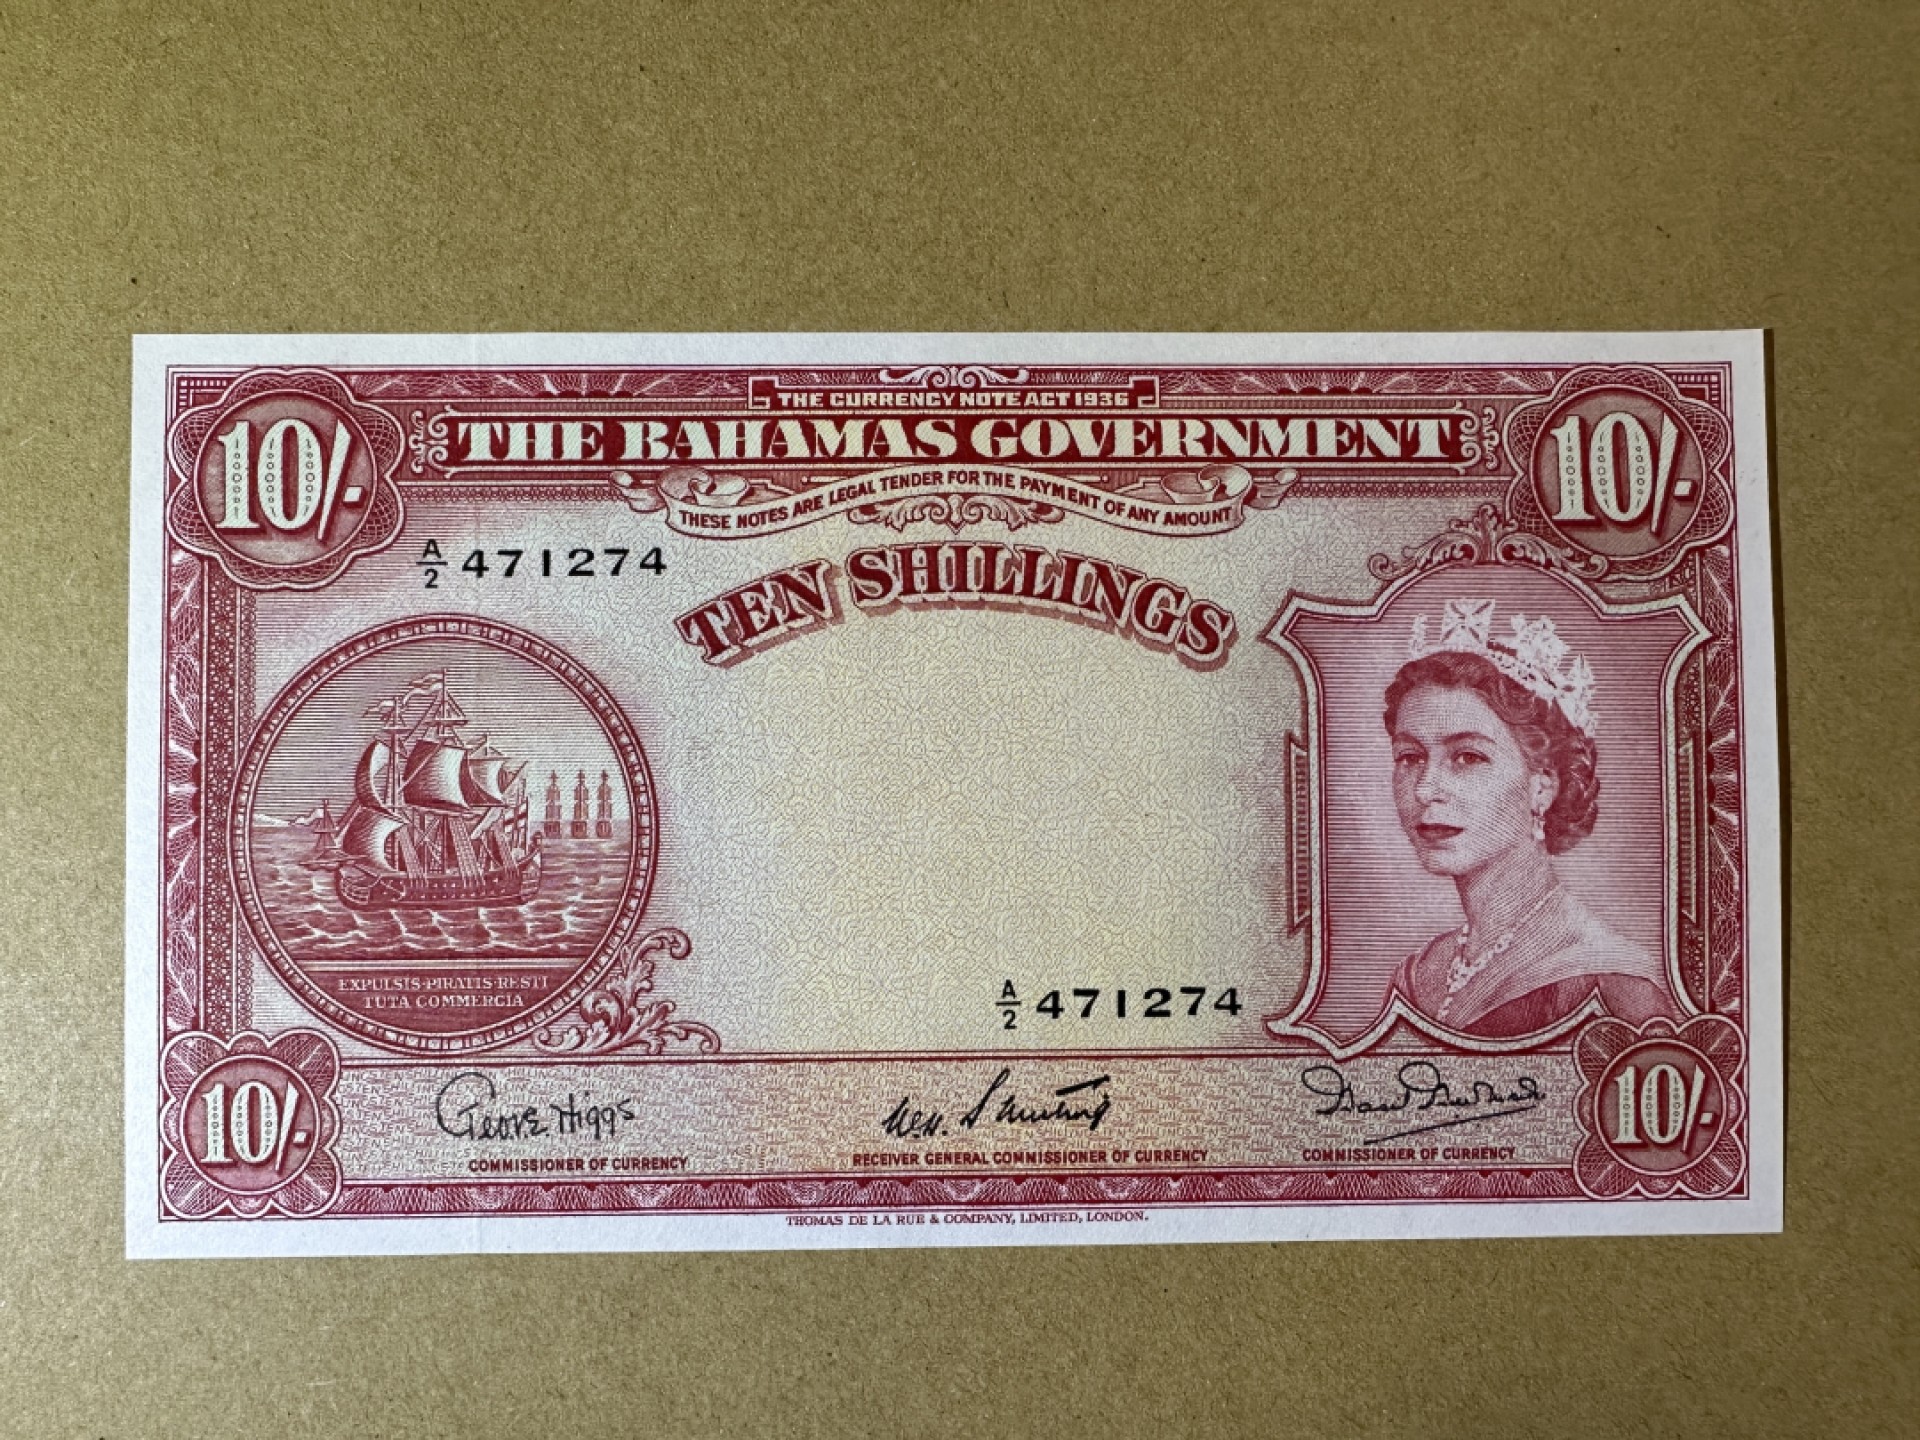 THE CURRENCY NOTE ACT 1936
10/- THE BAHAMAS GOVERNMENT 10/-
THESE NOTES ARE LEGAL TENDER FOR THE PAYMENT OF ANY AMOUNT
A/2 471274
TEN SHILLINGS
EXPULSIS·PIRATIS·RESTI
TUTA COMMERCIA
A/2 471274
10/- Geo. E. Higgs 10/-
COMMISSIONER OF CURRENCY RECEIVER GENERAL COMMISSIONER OF CURRENCY COMMISSIONER OF CURRENCY
THOMAS DE LA RUE & COMPANY, LIMITED, LONDON.